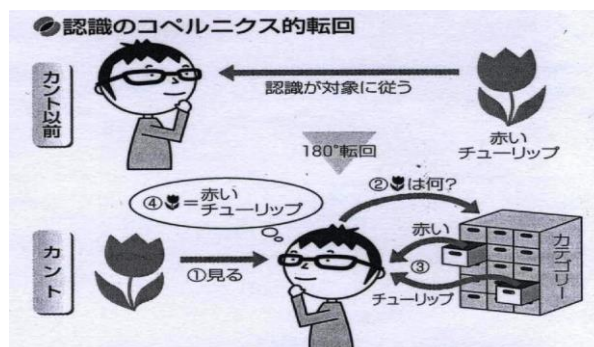 認識のコペルニクス的転回
カント以前
認識が対象に従う
赤い
チューリップ
180°転回
②は何?
④=赤い
チューリップ
カント
①見る
赤い
③
チューリップ
カテゴリー